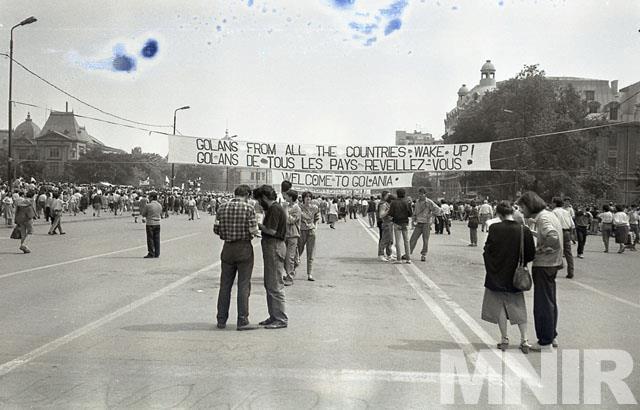 GOLANS FROM ALL THE COUNTRIES WAKE UP!
GOLANS DE TOUS LES PAYS REVEILLEZ-VOUS
WELCOME TO GOLANIA
MNIR